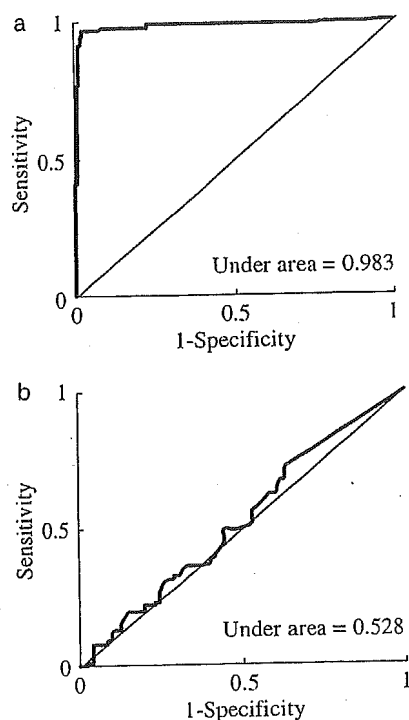 a
1
Sensitivity
0.5
Under area = 0.983
0
0
0.5
1
1-Specificity
b
1
Sensitivity
0.5
Under area = 0.528
0
0
0.5
1
1-Specificity